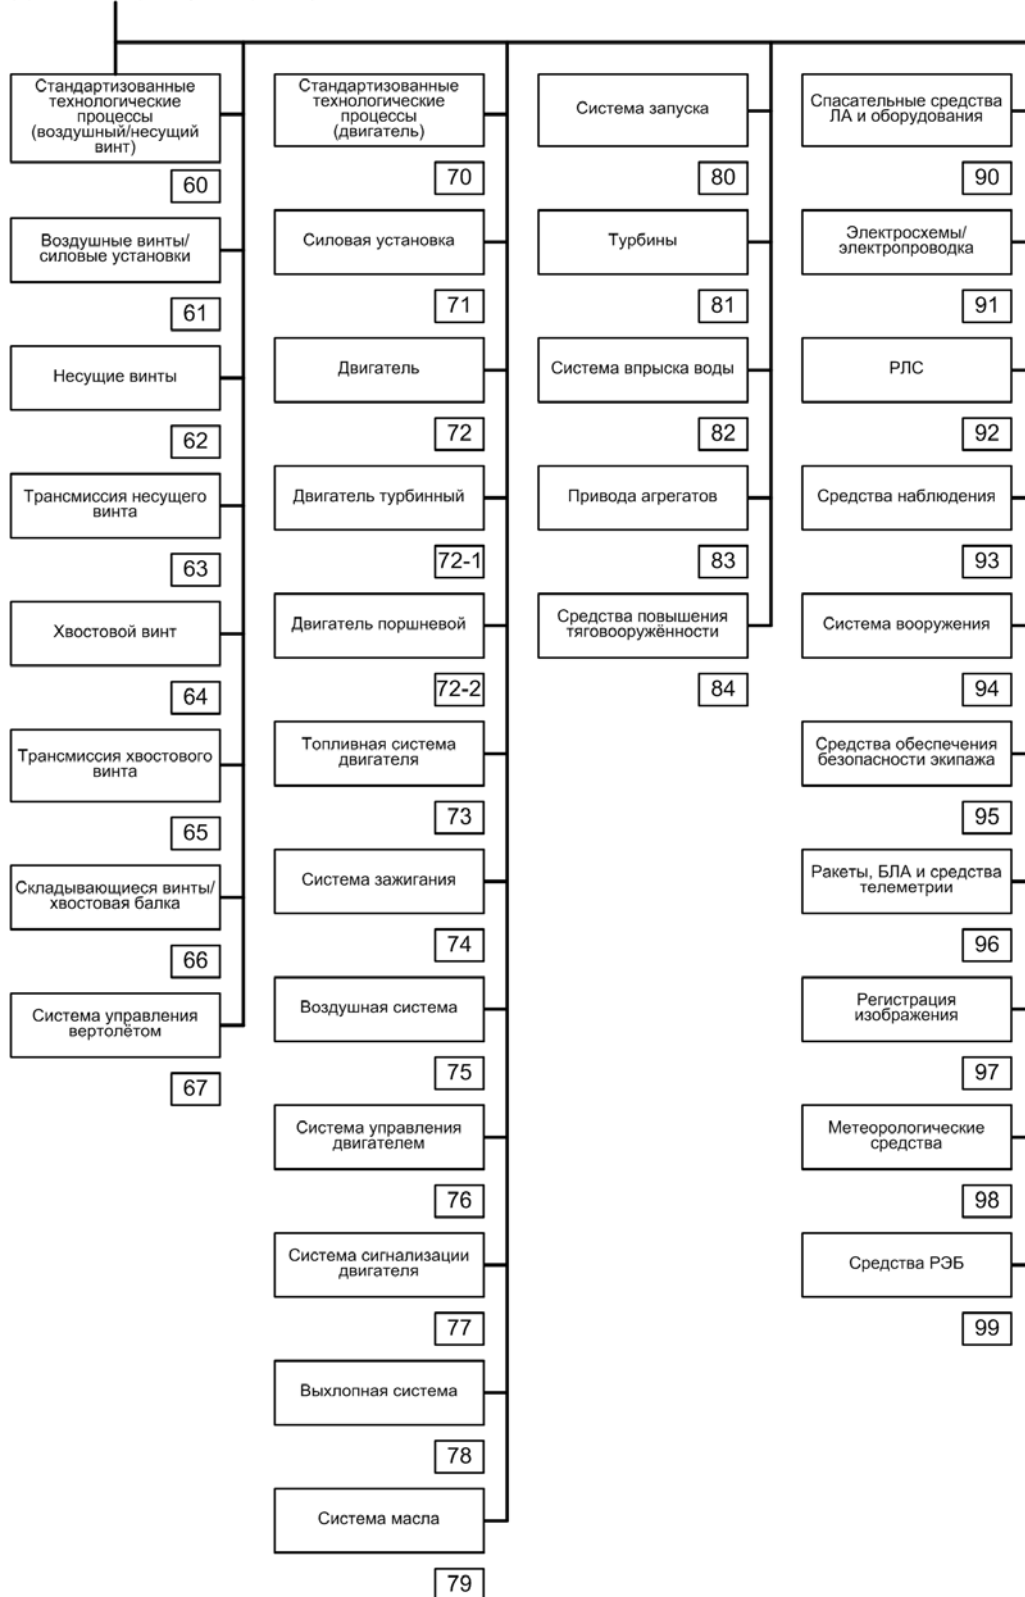 Стандартизованные
технологические
процессы
(воздушный/несущий
винт)
60
Воздушные винты/
силовые установки
61
Несущие винты
62
Трансмиссия несущего
винта
63
Хвостовой винт
64
Трансмиссия хвостового
винта
65
Складывающиеся винты/
хвостовая балка
66
Система управления
вертолётом
67
Стандартизованные
технологические
процессы
(двигатель)
70
Силовая установка
71
Двигатель
72
Двигатель турбинный
72-1
Двигатель поршневой
72-2
Топливная система
двигателя
73
Система зажигания
74
Воздушная система
75
Система управления
двигателем
76
Система сигнализации
двигателя
77
Выхлопная система
78
Система масла
79
Система запуска
80
Турбины
81
Система впрыска воды
82
Привода агрегатов
83
Средства повышения
тяговооружённости
84
Спасательные средства
ЛА и оборудования
90
Электросхемы/
электропроводка
91
РЛС
92
Средства наблюдения
93
Система вооружения
94
Средства обеспечения
безопасности экипажа
95
Ракеты, БЛА и средства
телеметрии
96
Регистрация
изображения
97
Метеорологические
средства
98
Средства РЭБ
99